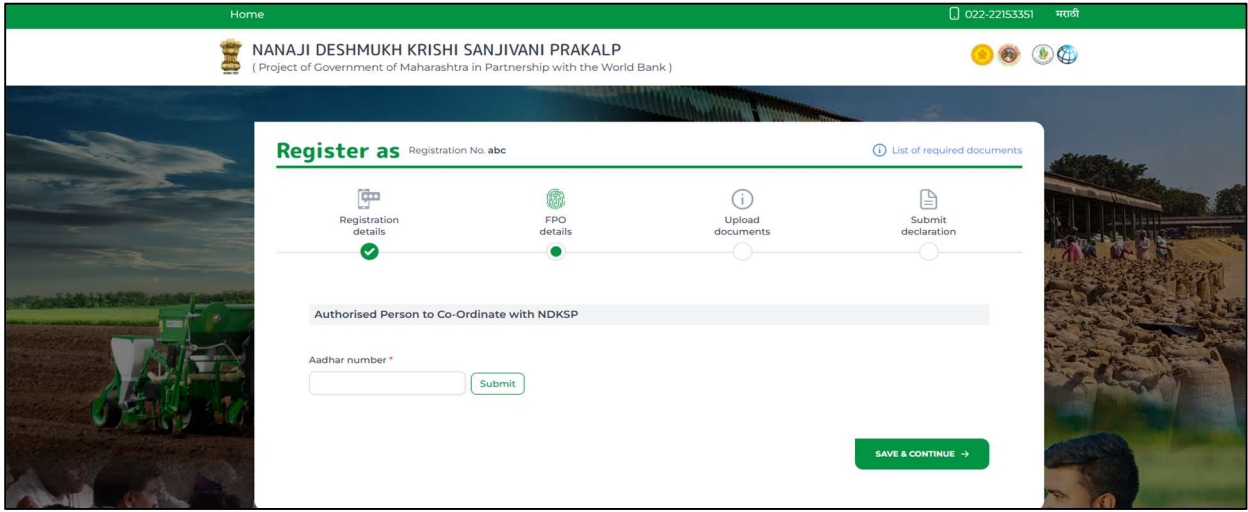 Home
022-22153351 मराठी
NANAJI DESHMUKH KRISHI SANJIVANI PRAKALP
( Project of Government of Maharashtra in Partnership with the World Bank )
Register as Registration No. abc
List of required documents
Registration
details
FPO
details
Upload
documents
Submit
declaration
Authorised Person to Co-Ordinate with NDKSP
Aadhar number *
Submit
SAVE & CONTINUE →